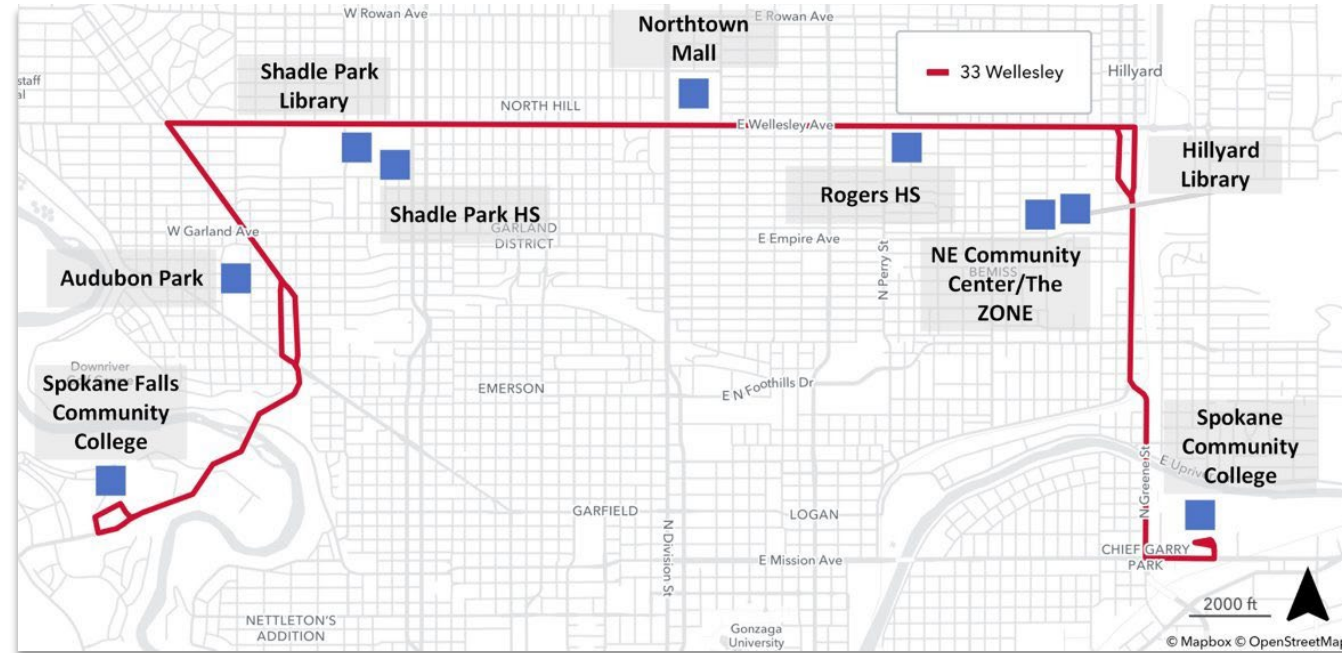 W Rowan Ave
Northtown
Mall
E Rowan Ave
33 Wellesley
Hillyard
staff
al
Shadle Park
Library
NORTH HILL
E Wellesley Ave
Hillyard
Library
Rogers HS
Shadle Park HS
W Garland Ave
GARLAND
DISTRICT
E Empire Ave
N Perry St
NE Community
Center/The
ZONE
BEMISS
Audubon Park
Downriver
Spokane Falls
Community
College
EMERSON
E N Foothills Dr
Spokane
Community
College
E Upriv
N Greene St
GARFIELD
LOGAN
N Division St
E Mission Ave
CHIEF GARRY
PARK
2000 ft
NETTLETON'S
ADDITION
Gonzaga
University
© Mapbox © OpenStreetMap